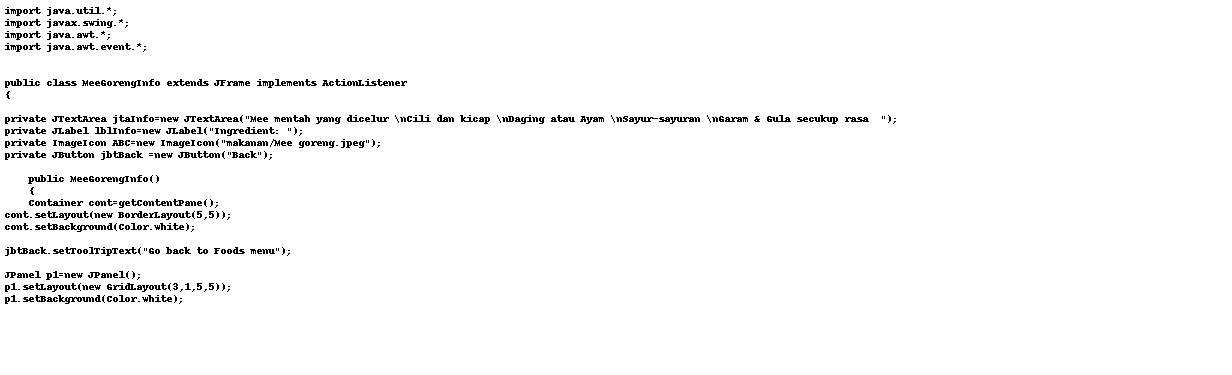 import java.util.*;
import javax.swing.*;
import java.awt.*;
import java.awt.event.*;
public class MeeGorengInfo extends JFrame implements ActionListener
{
private JTextArea jtaInfo=new JTextArea("Mee mentah yang dicelur \nCili dan kicap \nDaging atau Ayam \nSayur-sayuran \nGaram & Gula secukup rasa  ");
private JLabel lblInfo=new JLabel("Ingredient: ");
private ImageIcon ABC=new ImageIcon("makanan/Mee goreng.jpeg");
private JButton jbtBack =new JButton("Back");
    public MeeGorengInfo()
    {
    Container cont=getContentPane();
cont.setLayout(new BorderLayout(5,5));
cont.setBackground(Color.white);
jbtBack.setToolTipText("Go back to Foods menu");
JPanel p1=new JPanel();
p1.setLayout(new GridLayout(3,1,5,5));
p1.setBackground(Color.white);